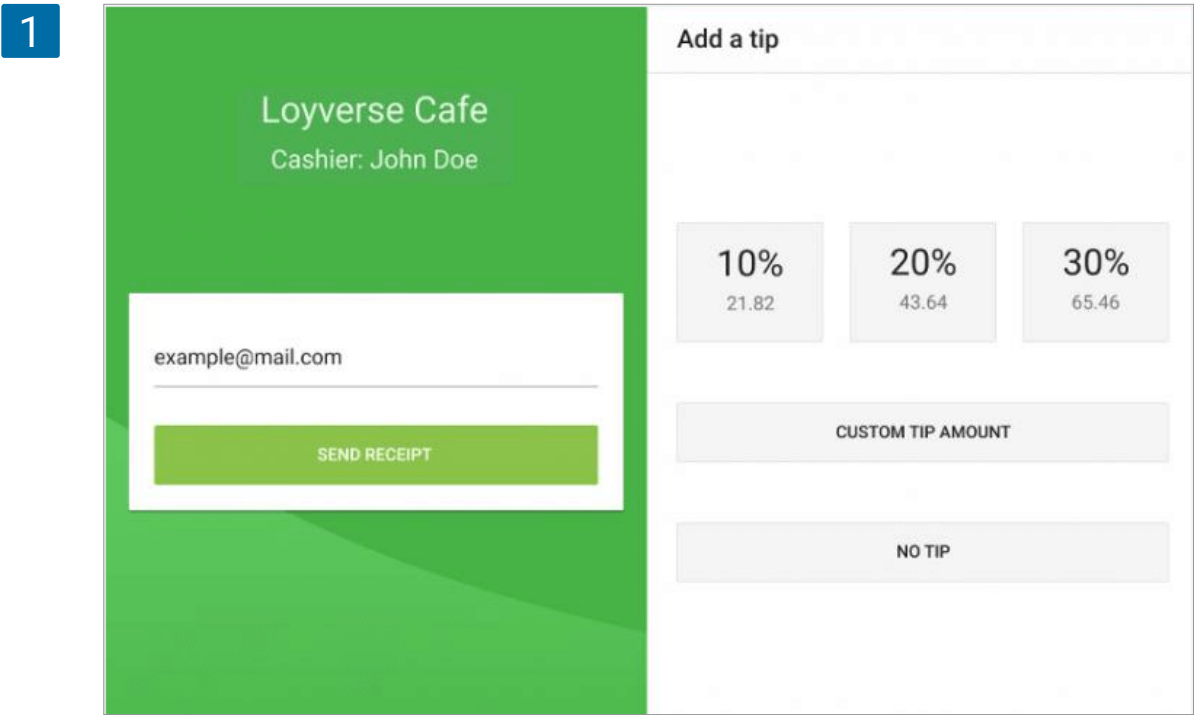 1
Loyverse Cafe
Cashier: John Doe
example@mail.com
SEND RECEIPT
Add a tip
10% 20% 30%
21.82 43.64 65.46
CUSTOM TIP AMOUNT
NO TIP